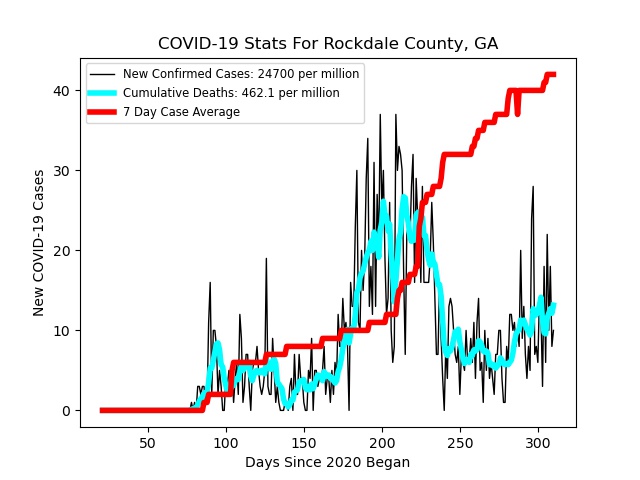 COVID-19 Stats For Rockdale County, GA
New Confirmed Cases: 24700 per million
Cumulative Deaths: 462.1 per million
7 Day Case Average
40
30
20
10
0
New COVID-19 Cases
50 100 150 200 250 300
Days Since 2020 Began